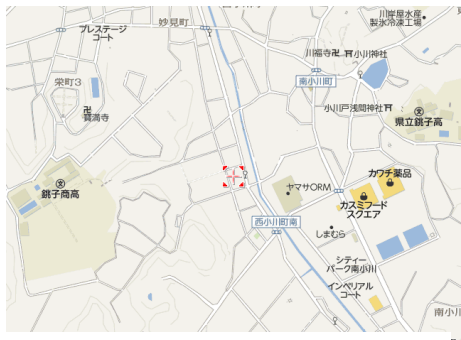 川岸屋水産
製氷冷凍工場
妙見町
プレステージ
コート
川福寺卍
小川神社
南小川町
栄町3
小川戸浅間神社
県立銚子高
寶満寺
カワチ薬品
銚子商高
ヤマサORM
カスミフード
スクエア
西小川町南
しまむら
シティー
パーク南小川
インペリアル
コート
南小川